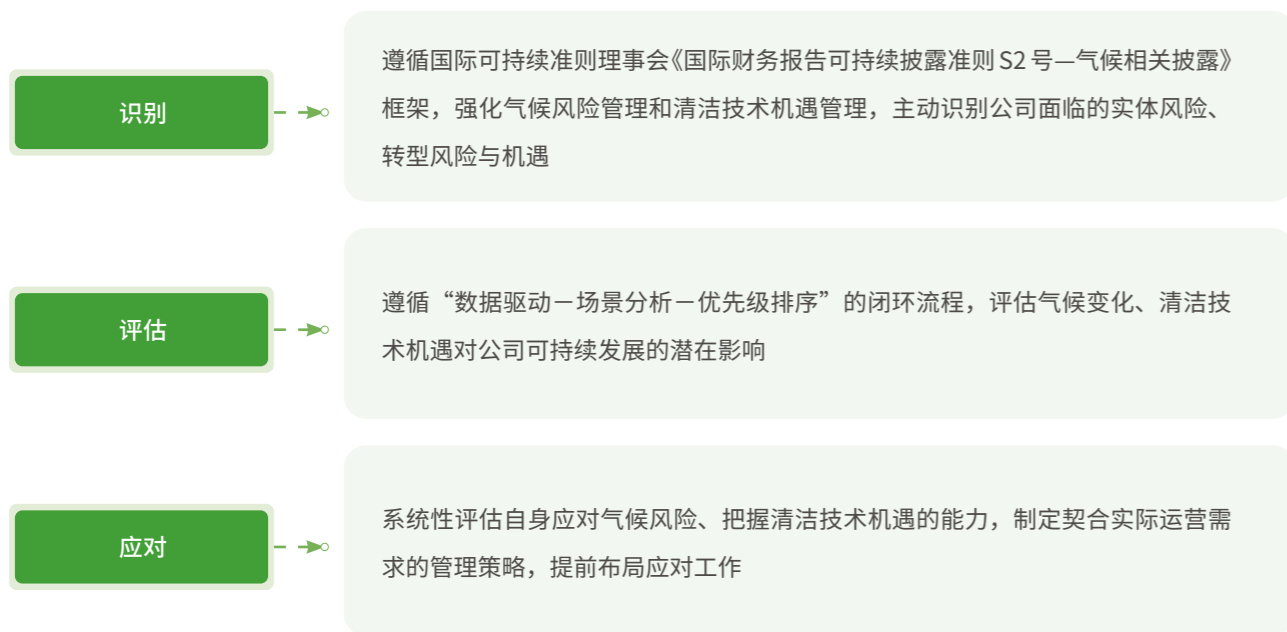 识别
遵循国际可持续准则理事会《国际财务报告可持续披露准则 S2 号—气候相关披露》
框架，强化气候风险管理和清洁技术机遇管理，主动识别公司面临的实体风险、
转型风险与机遇
评估
遵循“数据驱动－场景分析－优先级排序”的闭环流程，评估气候变化、清洁技
术机遇对公司可持续发展的潜在影响
应对
系统性评估自身应对气候风险、把握清洁技术机遇的能力，制定契合实际运营需
求的管理策略，提前布局应对工作